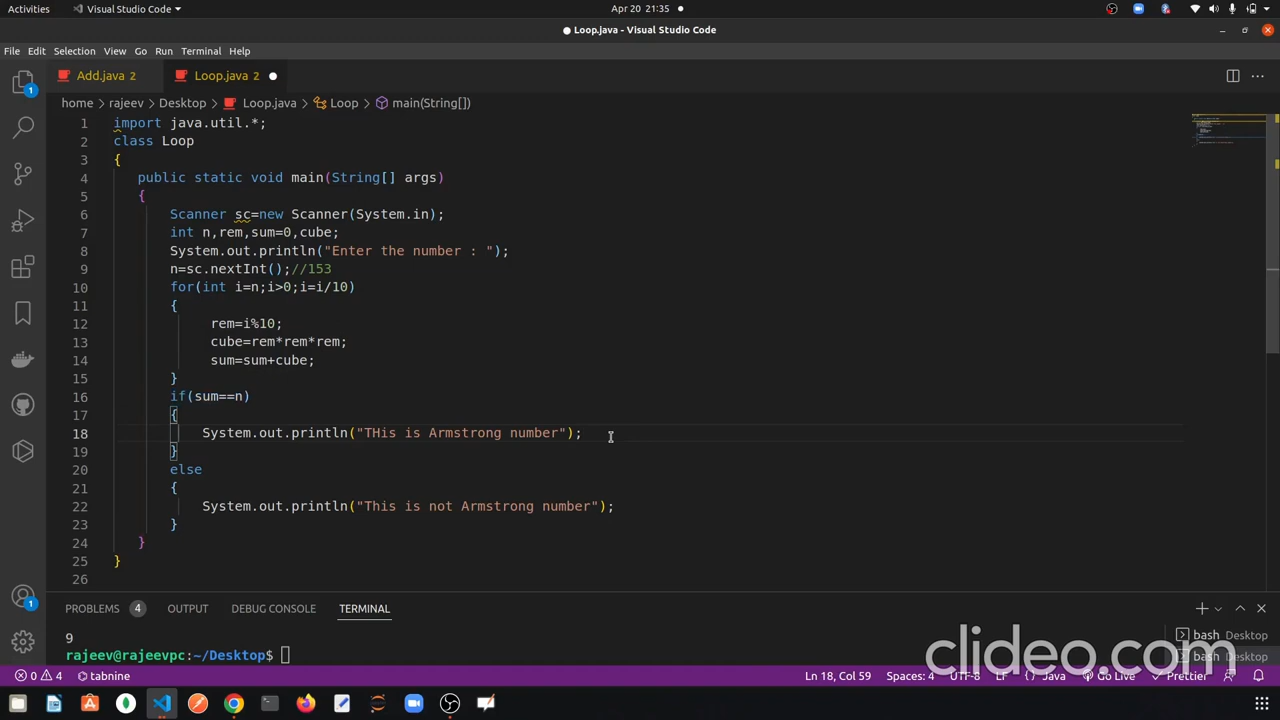 Activities Visual Studio Code Apr 20 21:35
Loop.java - Visual Studio Code
File Edit Selection View Go Run Terminal Help
Add.java 2 Loop.java 2
home > rajeev > Desktop > Loop.java > Loop > main(String[])
1 import java.util.*;
2 class Loop
3 {
4 public static void main(String[] args)
5 {
6 Scanner sc=new Scanner(System.in);
7 int n,rem,sum=0,cube;
8 System.out.println("Enter the number : ");
9 n=sc.nextInt();//153
10 for(int i=n;i>0;i=i/10)
11 {
12 rem=i%10;
13 cube=rem*rem*rem;
14 sum=sum+cube;
15 }
16 if(sum==n)
17 {
18 System.out.println("THis is Armstrong number");
19 }
20 else
21 {
22 System.out.println("This is not Armstrong number");
23 }
24 }
25 }
26
PROBLEMS 4 OUTPUT DEBUG CONSOLE TERMINAL
9
bash Desktop
rajeev@rajeevpc:~/Desktop$
bash Desktop
clideo.com
0 4 tabnine Ln 18, Col 59 Spaces: 4 UTF-8 LF { } Java Go Live Prettier